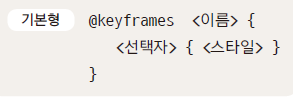 기본형 @keyframes <이름> {
<선택자> { <스타일> }
}